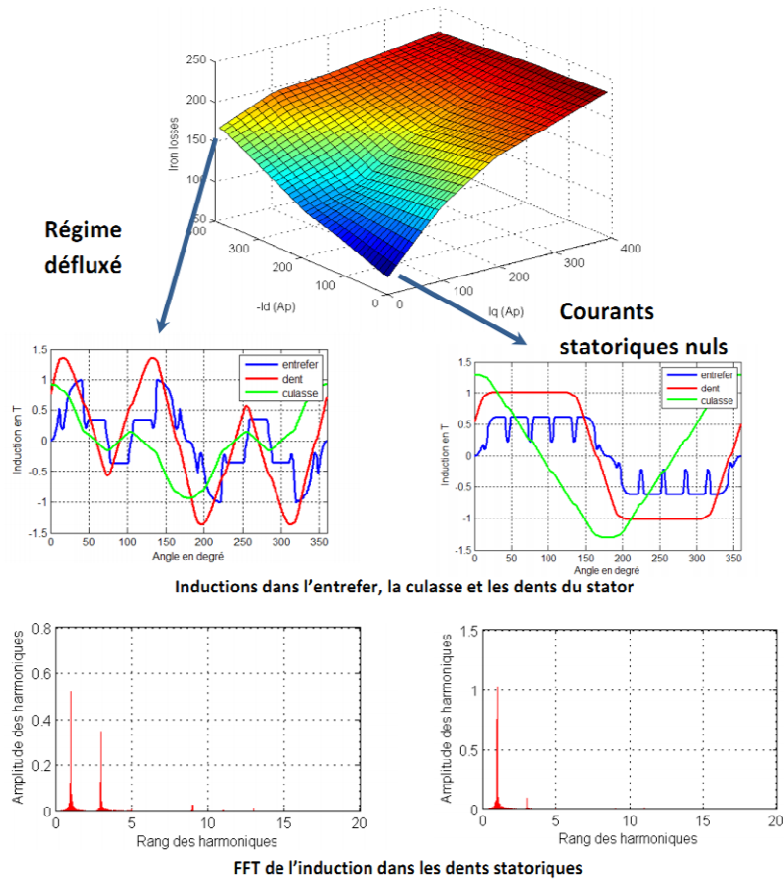 250
200
150
100
50
Iron losses
400
300
200
100
0
-Id (Ap)
0
100
200
300
400
Iq (Ap)
Régime
défluxé
Courants
statoriques nuls
1.5
1
0.5
0
-0.5
-1
-1.5
Induction en T
entrefer
dent
culasse
0 50 100 150 200 250 300 350
Angle en degré
1.5
1
0.5
0
-0.5
-1
-1.5
Induction en T
entrefer
dent
culasse
0 50 100 150 200 250 300 350
Angle en degré
Inductions dans l’entrefer, la culasse et les dents du stator
0.8
0.6
0.4
0.2
0
Amplitude des harmoniques
0 5 10 15 20
Rang des harmoniques
1.5
1
0.5
0
Amplitude des harmoniques
0 5 10 15 20
Rang des harmoniques
FFT de l’induction dans les dents statoriques